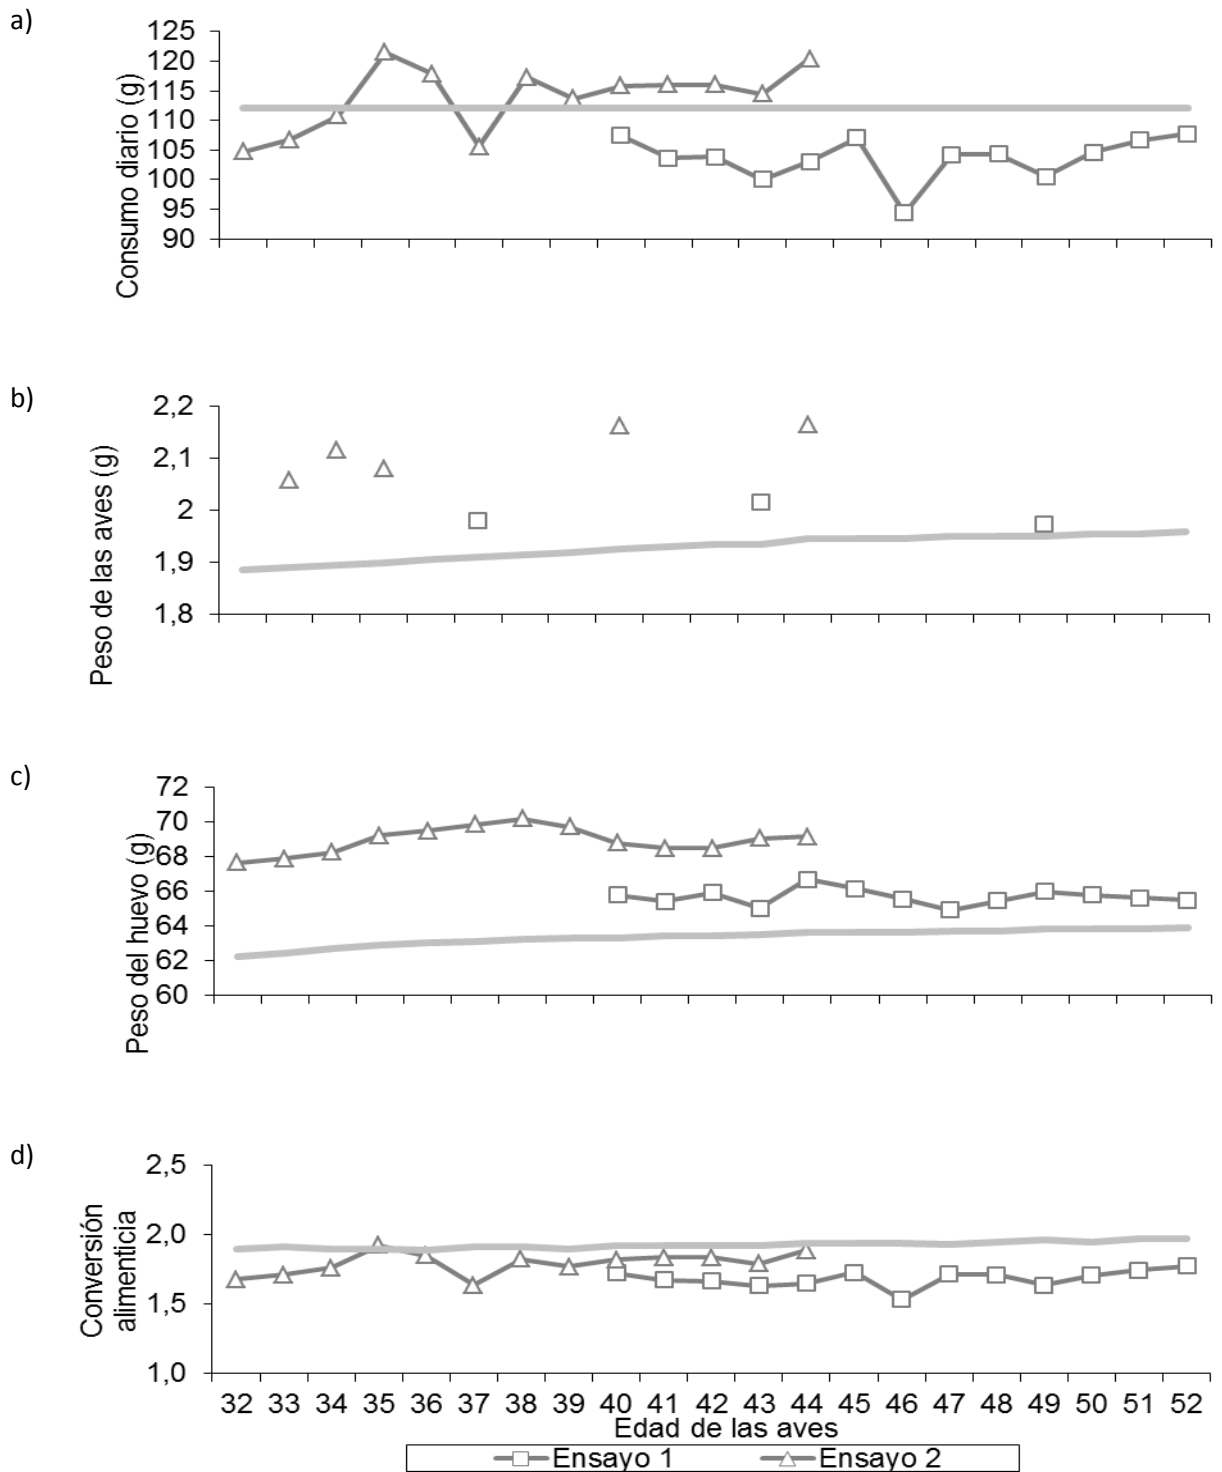 a)
125
120
115
110
105
100
95
90
Consumo diario (g)
b)
2,2
2,1
2
1,9
1,8
Peso de las aves (g)
c)
72
70
68
66
64
62
60
Peso del huevo (g)
d)
2,5
2,0
1,5
1,0
Conversión
alimenticia
32 33 34 35 36 37 38 39 40 41 42 43 44 45 46 47 48 49 50 51 52
Edad de las aves
Ensayo 1 Ensayo 2